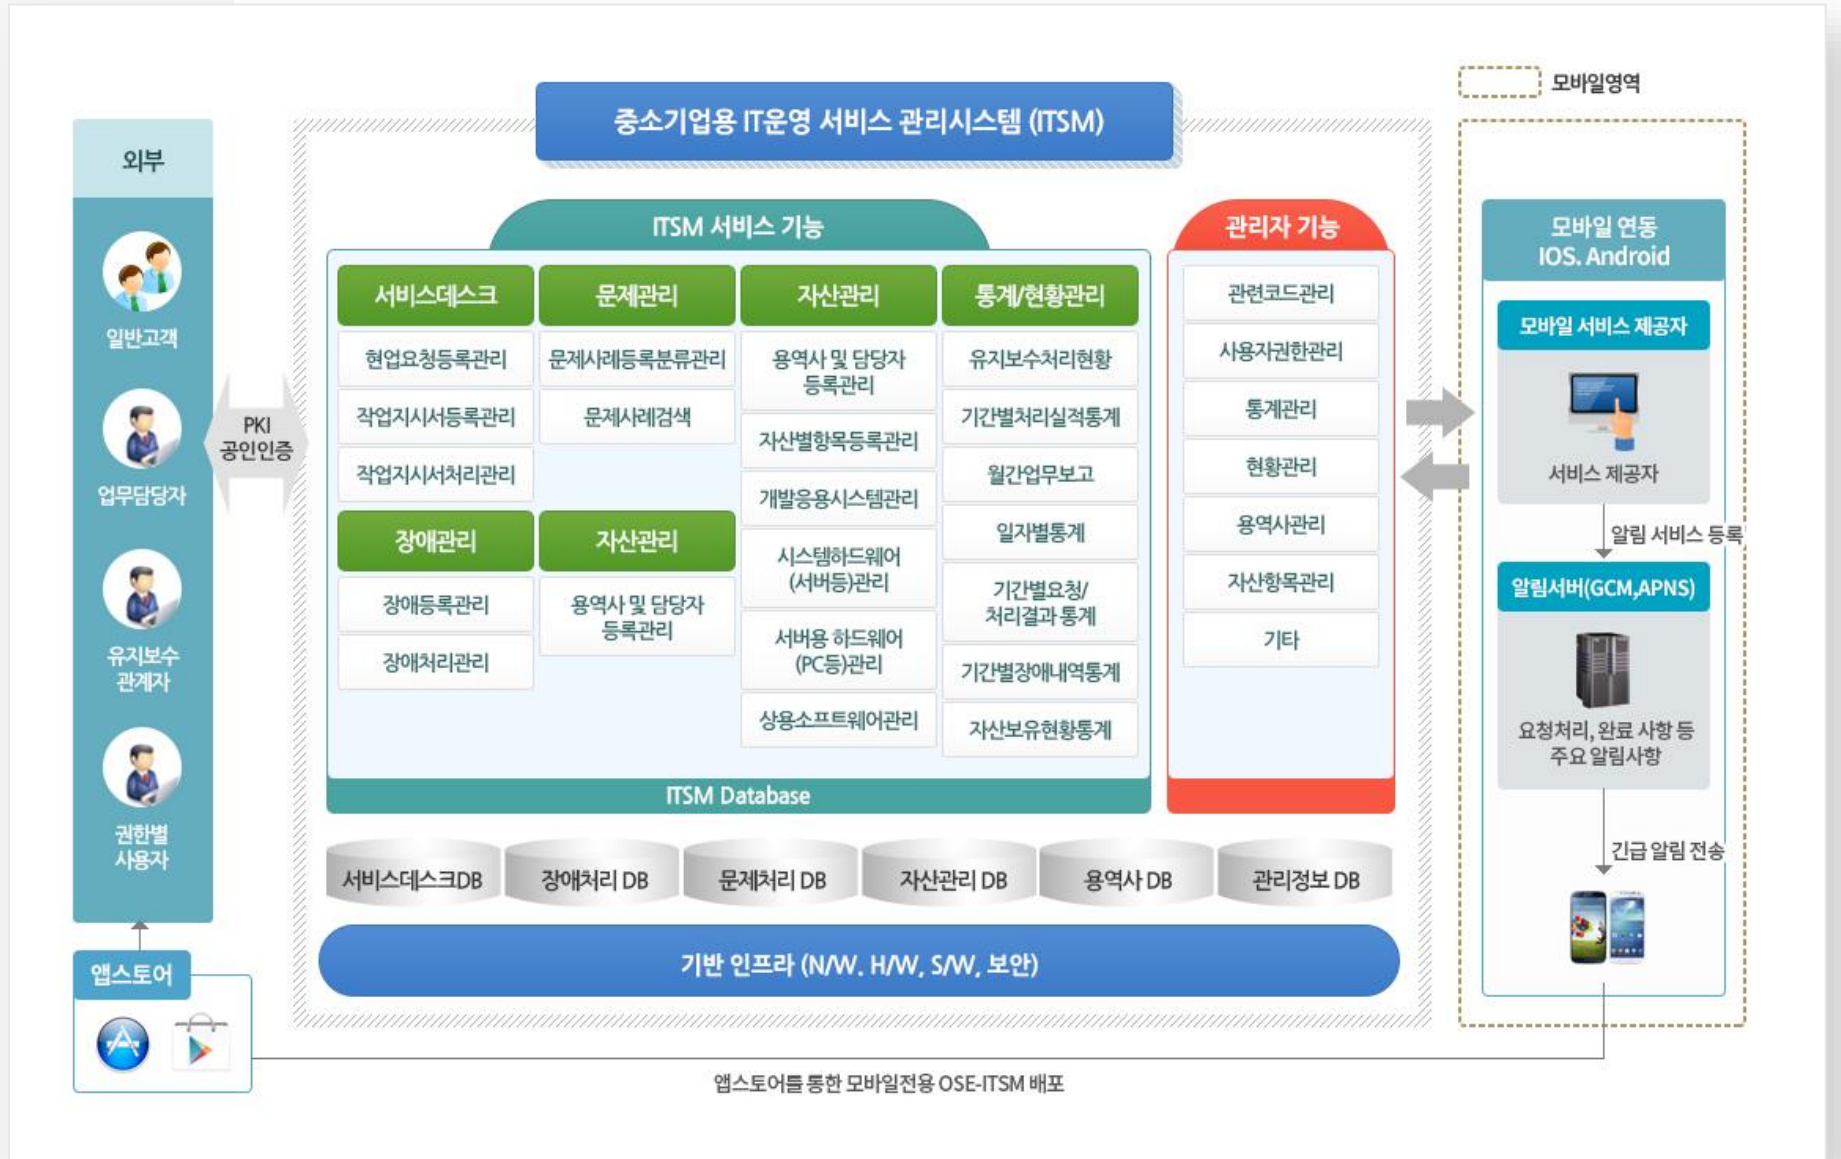 중소기업용 IT운영 서비스 관리시스템 (ITSM)
모바일영역
외부
일반고객
업무담당자
유지보수
관계자
권한별
사용자
PKI
공인인증
ITSM 서비스 기능
서비스데스크
현업요청등록관리
작업지시서등록관리
작업지시서처리관리
장애관리
장애등록관리
장애처리관리
문제관리
문제사례등록분류관리
문제사례검색
자산관리
용역사 및 담당자
등록관리
자산관리
용역사 및 담당자
등록관리
자산별항목등록관리
개발응용시스템관리
시스템하드웨어
(서버등)관리
서버용 하드웨어
(PC등)관리
상용소프트웨어관리
통계/현황관리
유지보수처리현황
기간별처리실적통계
월간업무보고
일자별통계
기간별요청/
처리결과 통계
기간별장애내역통계
자산보유현황통계
ITSM Database
관리자 기능
관련코드관리
사용자권한관리
통계관리
현황관리
용역사관리
자산항목관리
기타
서비스데스크DB
장애처리 DB
문제처리 DB
자산관리 DB
용역사 DB
관리정보 DB
기반 인프라 (N/W. H/W, S/W, 보안)
모바일 연동
IOS. Android
모바일 서비스 제공자
서비스 제공자
알림 서비스 등록
알림서버(GCM,APNS)
요청처리, 완료 사항 등
주요 알림사항
긴급 알림 전송
앱스토어
앱스토어를 통한 모바일전용 OSE-ITSM 배포